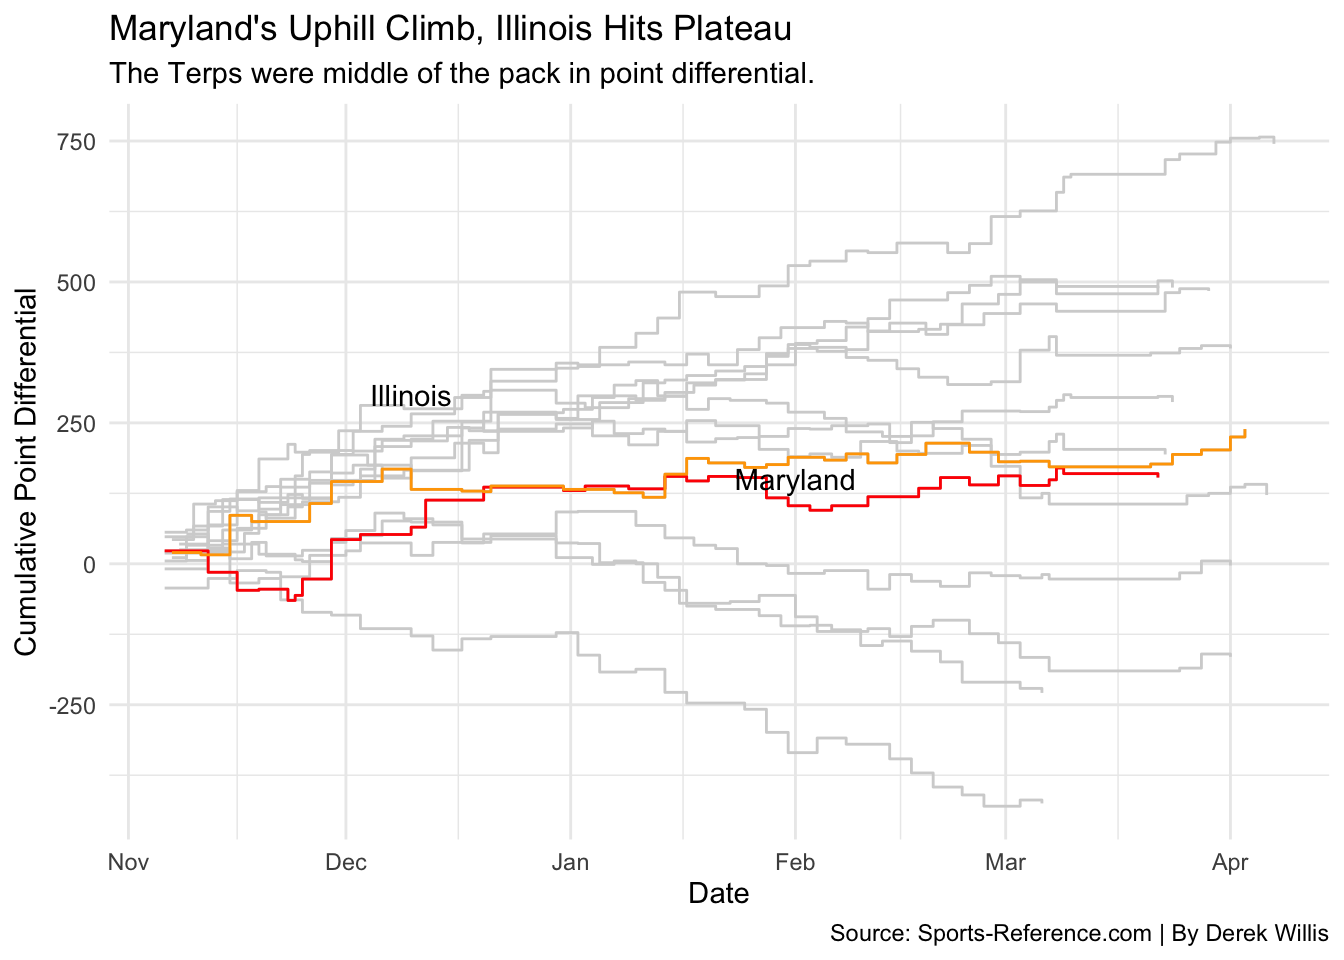 Maryland's Uphill Climb, Illinois Hits Plateau
The Terps were middle of the pack in point differential.
750
500
250
0
-250
Cumulative Point Differential
Illinois
Maryland
Nov Dec Jan Feb Mar Apr
Date
Source: Sports-Reference.com | By Derek Willis